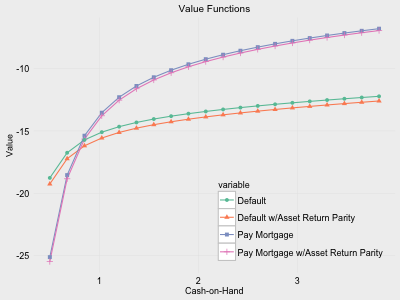 Value Functions
-10
-15
-20
-25
Value
variable
Default
Default w/Asset Return Parity
Pay Mortgage
Pay Mortgage w/Asset Return Parity
1
2
3
Cash-on-Hand